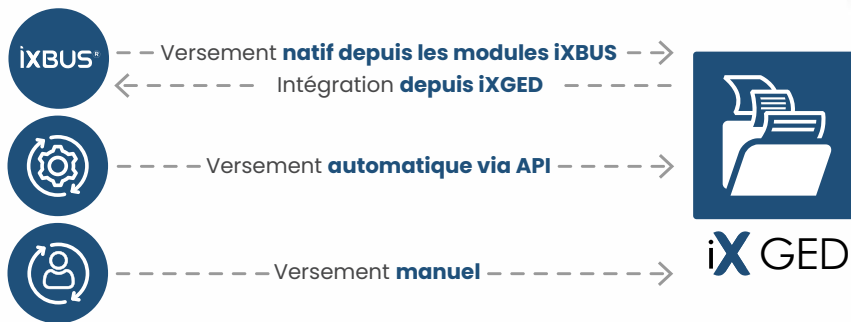 iXBUS®
Versement natif depuis les modules iXBUS
Intégration depuis iXGED
Versement automatique via API
Versement manuel
iX GED